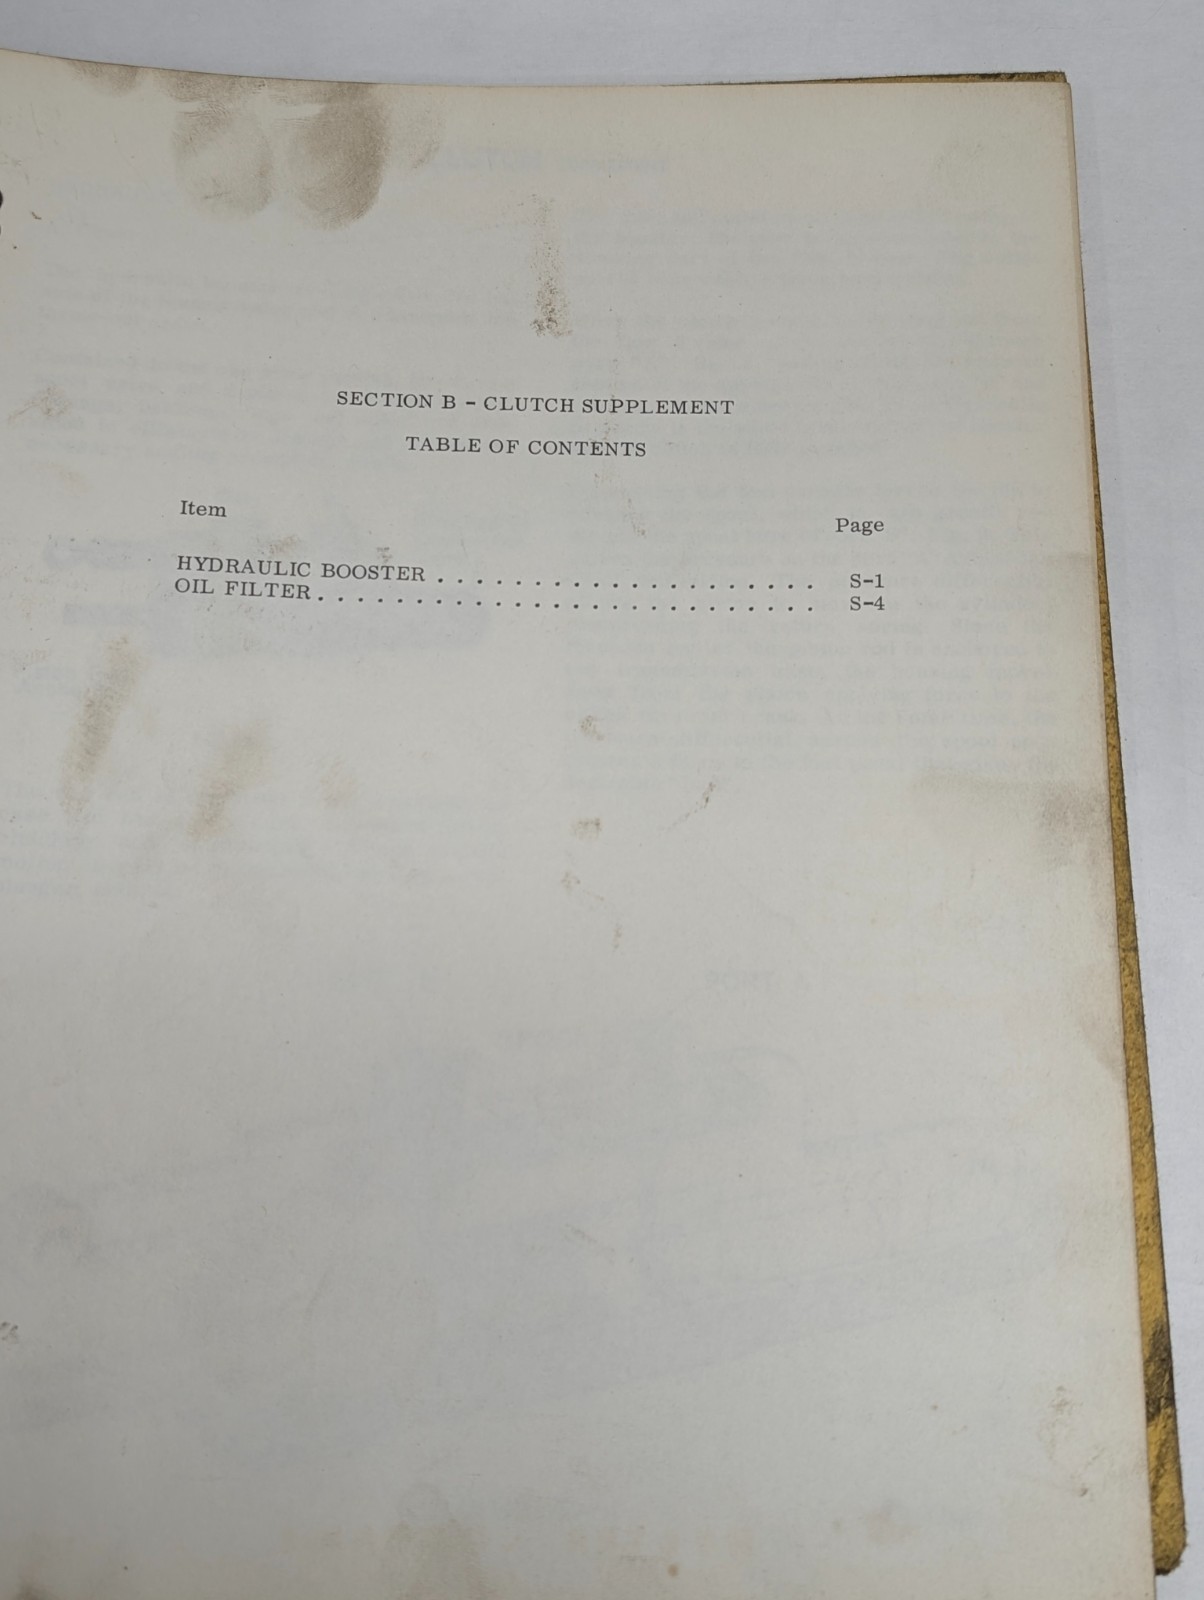 SECTION B - CLUTCH SUPPLEMENT
TABLE OF CONTENTS
Item Page
HYDRAULIC BOOSTER . . . . . . . . . . . . . . . . . . . . S-1
OIL FILTER . . . . . . . . . . . . . . . . . . . . . . . . . . S-4